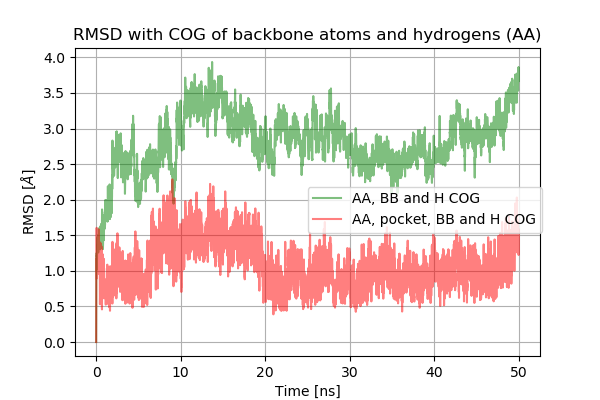 RMSD with COG of backbone atoms and hydrogens (AA)
4.0
3.5
3.0
2.5
2.0
1.5
1.0
0.5
0.0
RMSD [Å]
AA, BB and H COG
AA, pocket, BB and H COG
0 10 20 30 40 50
Time [ns]